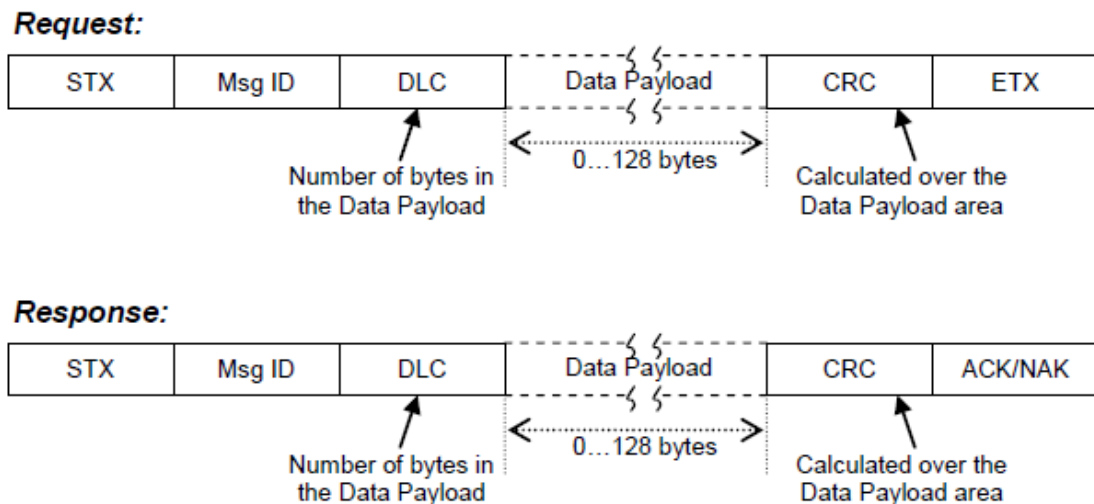 Request:
STX Msg ID DLC Data Payload CRC ETX
0…128 bytes
Number of bytes in
the Data Payload
Calculated over the
Data Payload area
Response:
STX Msg ID DLC Data Payload CRC ACK/NAK
0…128 bytes
Number of bytes in
the Data Payload
Calculated over the
Data Payload area